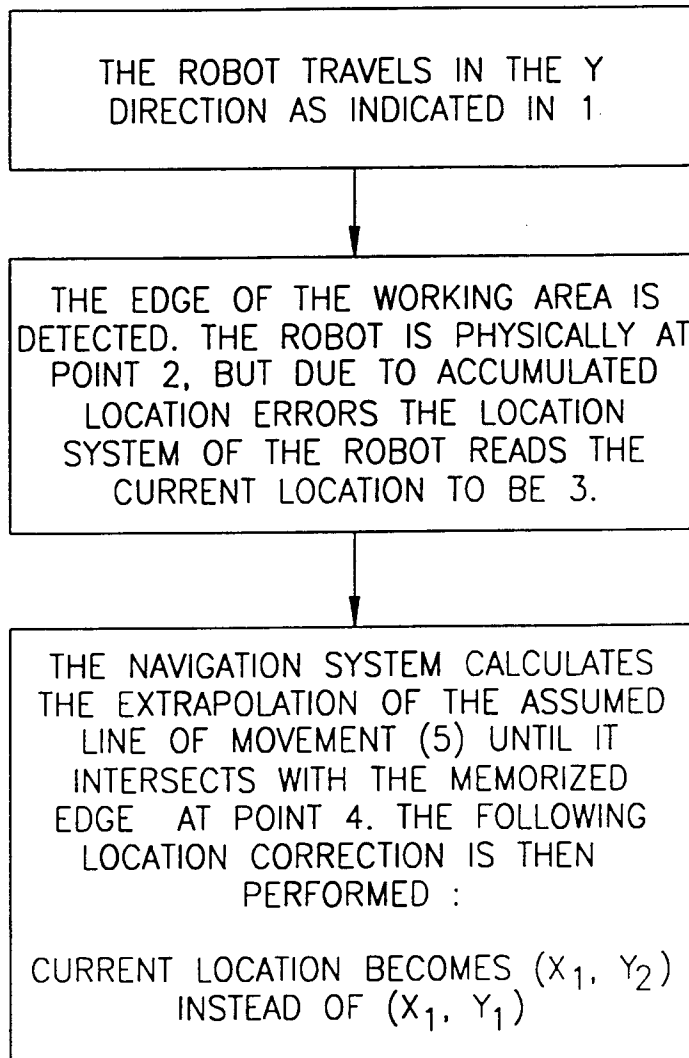 THE ROBOT TRAVELS IN THE Y
DIRECTION AS INDICATED IN 1
THE EDGE OF THE WORKING AREA IS
DETECTED. THE ROBOT IS PHYSICALLY AT
POINT 2, BUT DUE TO ACCUMULATED
LOCATION ERRORS THE LOCATION
SYSTEM OF THE ROBOT READS THE
CURRENT LOCATION TO BE 3.
THE NAVIGATION SYSTEM CALCULATES
THE EXTRAPOLATION OF THE ASSUMED
LINE OF MOVEMENT (5) UNTIL IT
INTERSECTS WITH THE MEMORIZED
EDGE AT POINT 4. THE FOLLOWING
LOCATION CORRECTION IS THEN
PERFORMED :
CURRENT LOCATION BECOMES (X₁, Y₂)
INSTEAD OF (X₁, Y₁)